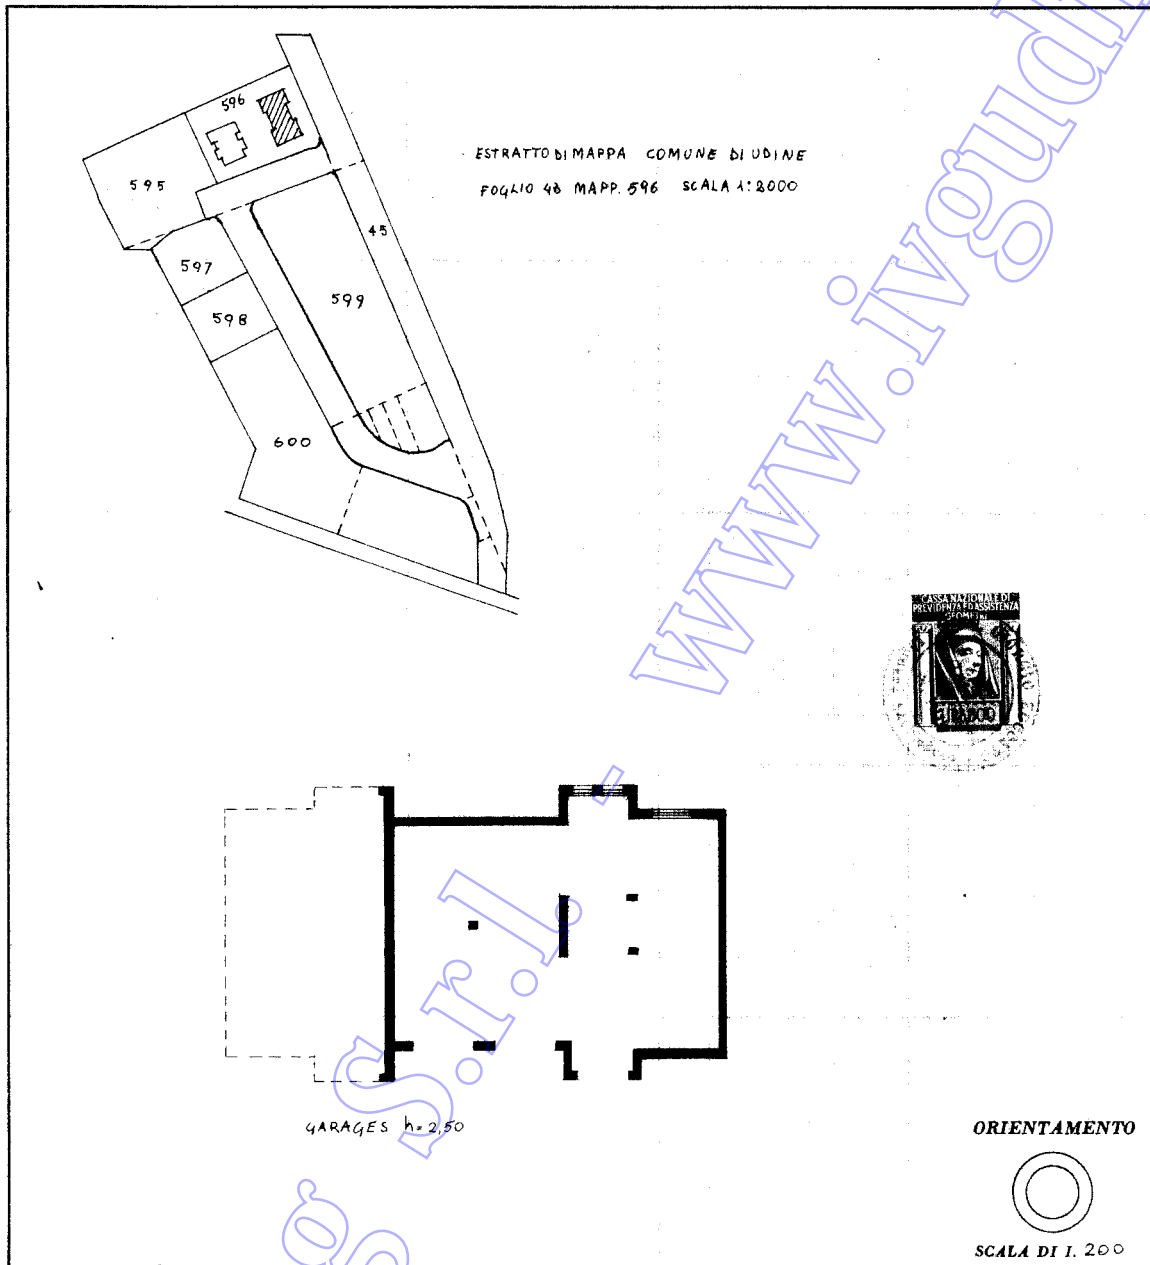 596
595
ESTRATTO DI MAPPA COMUNE DI UDINE
FOGLIO 48 MAPP. 596 SCALA 1:2000
45
597
599
598
600
CASSA NAZIONALE DI
PREVIDENZA ED ASSISTENZA
GEOMETRI
GARAGES h=2,50
ORIENTAMENTO
SCALA DI 1. 200
g s.r.l. - www.ivgudi